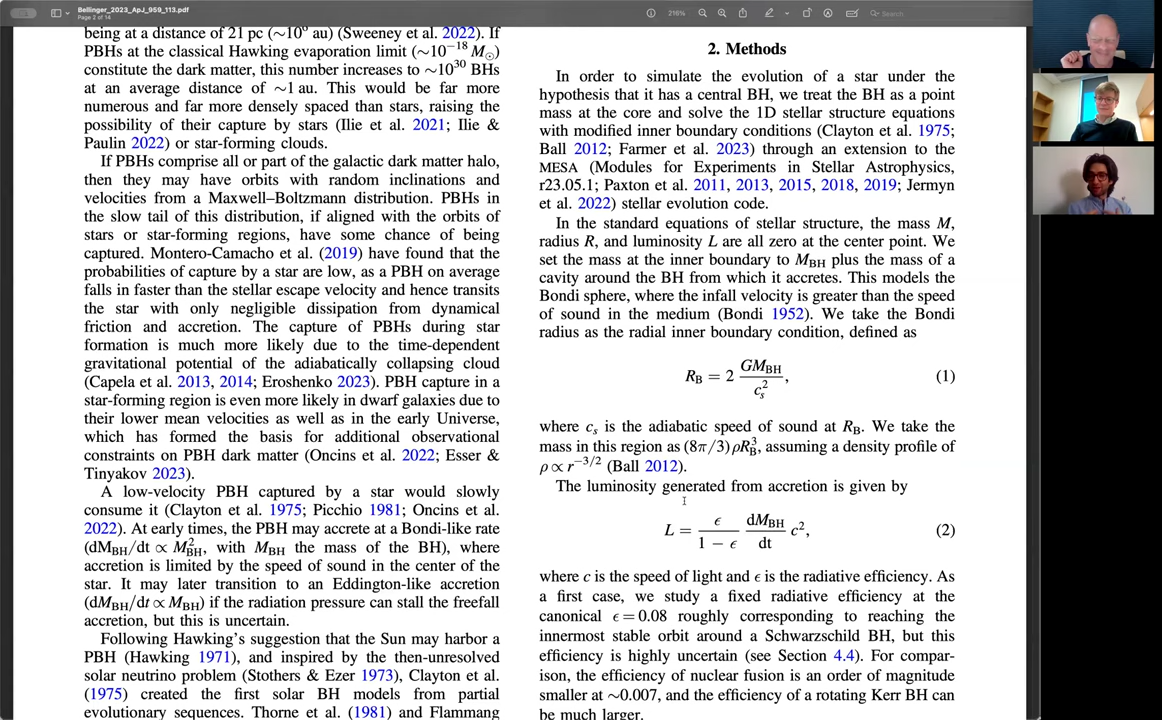 Bellinger_2023_ApJ_959_113.pdf
Page 2 of 14
216%
Search
being at a distance of 21 pc (~10⁶ au) (Sweeney et al. 2022). If
PBHs at the classical Hawking evaporation limit (~10⁻¹⁸ M☉)
constitute the dark matter, this number increases to ~10³⁰ BHs
at an average distance of ~1 au. This would be far more
numerous and far more densely spaced than stars, raising the
possibility of their capture by stars (Ilie et al. 2021; Ilie &
Paulin 2022) or star-forming clouds.
If PBHs comprise all or part of the galactic dark matter halo,
then they may have orbits with random inclinations and
velocities from a Maxwell–Boltzmann distribution. PBHs in
the slow tail of this distribution, if aligned with the orbits of
stars or star-forming regions, have some chance of being
captured. Montero-Camacho et al. (2019) have found that the
probabilities of capture by a star are low, as a PBH on average
falls in faster than the stellar escape velocity and hence transits
the star with only negligible dissipation from dynamical
friction and accretion. The capture of PBHs during star
formation is much more likely due to the time-dependent
gravitational potential of the adiabatically collapsing cloud
(Capela et al. 2013, 2014; Eroshenko 2023). PBH capture in a
star-forming region is even more likely in dwarf galaxies due to
their lower mean velocities as well as in the early Universe,
which has formed the basis for additional observational
constraints on PBH dark matter (Oncins et al. 2022; Esser &
Tinyakov 2023).
A low-velocity PBH captured by a star would slowly
consume it (Clayton et al. 1975; Picchio 1981; Oncins et al.
2022). At early times, the PBH may accrete at a Bondi-like rate
(dM_BH/dt ∝ M²_BH, with M_BH the mass of the BH), where
accretion is limited by the speed of sound in the center of the
star. It may later transition to an Eddington-like accretion
(dM_BH/dt ∝ M_BH) if the radiation pressure can stall the freefall
accretion, but this is uncertain.
Following Hawking's suggestion that the Sun may harbor a
PBH (Hawking 1971), and inspired by the then-unresolved
solar neutrino problem (Stothers & Ezer 1973), Clayton et al.
(1975) created the first solar BH models from partial
evolutionary sequences. Thorne et al. (1981) and Flammang
2. Methods
In order to simulate the evolution of a star under the
hypothesis that it has a central BH, we treat the BH as a point
mass at the core and solve the 1D stellar structure equations
with modified inner boundary conditions (Clayton et al. 1975;
Ball 2012; Farmer et al. 2023) through an extension to the
MESA (Modules for Experiments in Stellar Astrophysics,
r23.05.1; Paxton et al. 2011, 2013, 2015, 2018, 2019; Jermyn
et al. 2022) stellar evolution code.
In the standard equations of stellar structure, the mass M,
radius R, and luminosity L are all zero at the center point. We
set the mass at the inner boundary to M_BH plus the mass of a
cavity around the BH from which it accretes. This models the
Bondi sphere, where the infall velocity is greater than the speed
of sound in the medium (Bondi 1952). We take the Bondi
radius as the radial inner boundary condition, defined as
R_B = 2 GM_BH / c_s², (1)
where c_s is the adiabatic speed of sound at R_B. We take the
mass in this region as (8π/3)ρR_B³, assuming a density profile of
ρ ∝ r^−3/2 (Ball 2012).
The luminosity generated from accretion is given by
L = ϵ / (1 − ϵ) dM_BH/dt c², (2)
where c is the speed of light and ϵ is the radiative efficiency. As
a first case, we study a fixed radiative efficiency at the
canonical ϵ = 0.08 roughly corresponding to reaching the
innermost stable orbit around a Schwarzschild BH, but this
efficiency is highly uncertain (see Section 4.4). For compar-
ison, the efficiency of nuclear fusion is an order of magnitude
smaller at ~0.007, and the efficiency of a rotating Kerr BH can
be much larger.